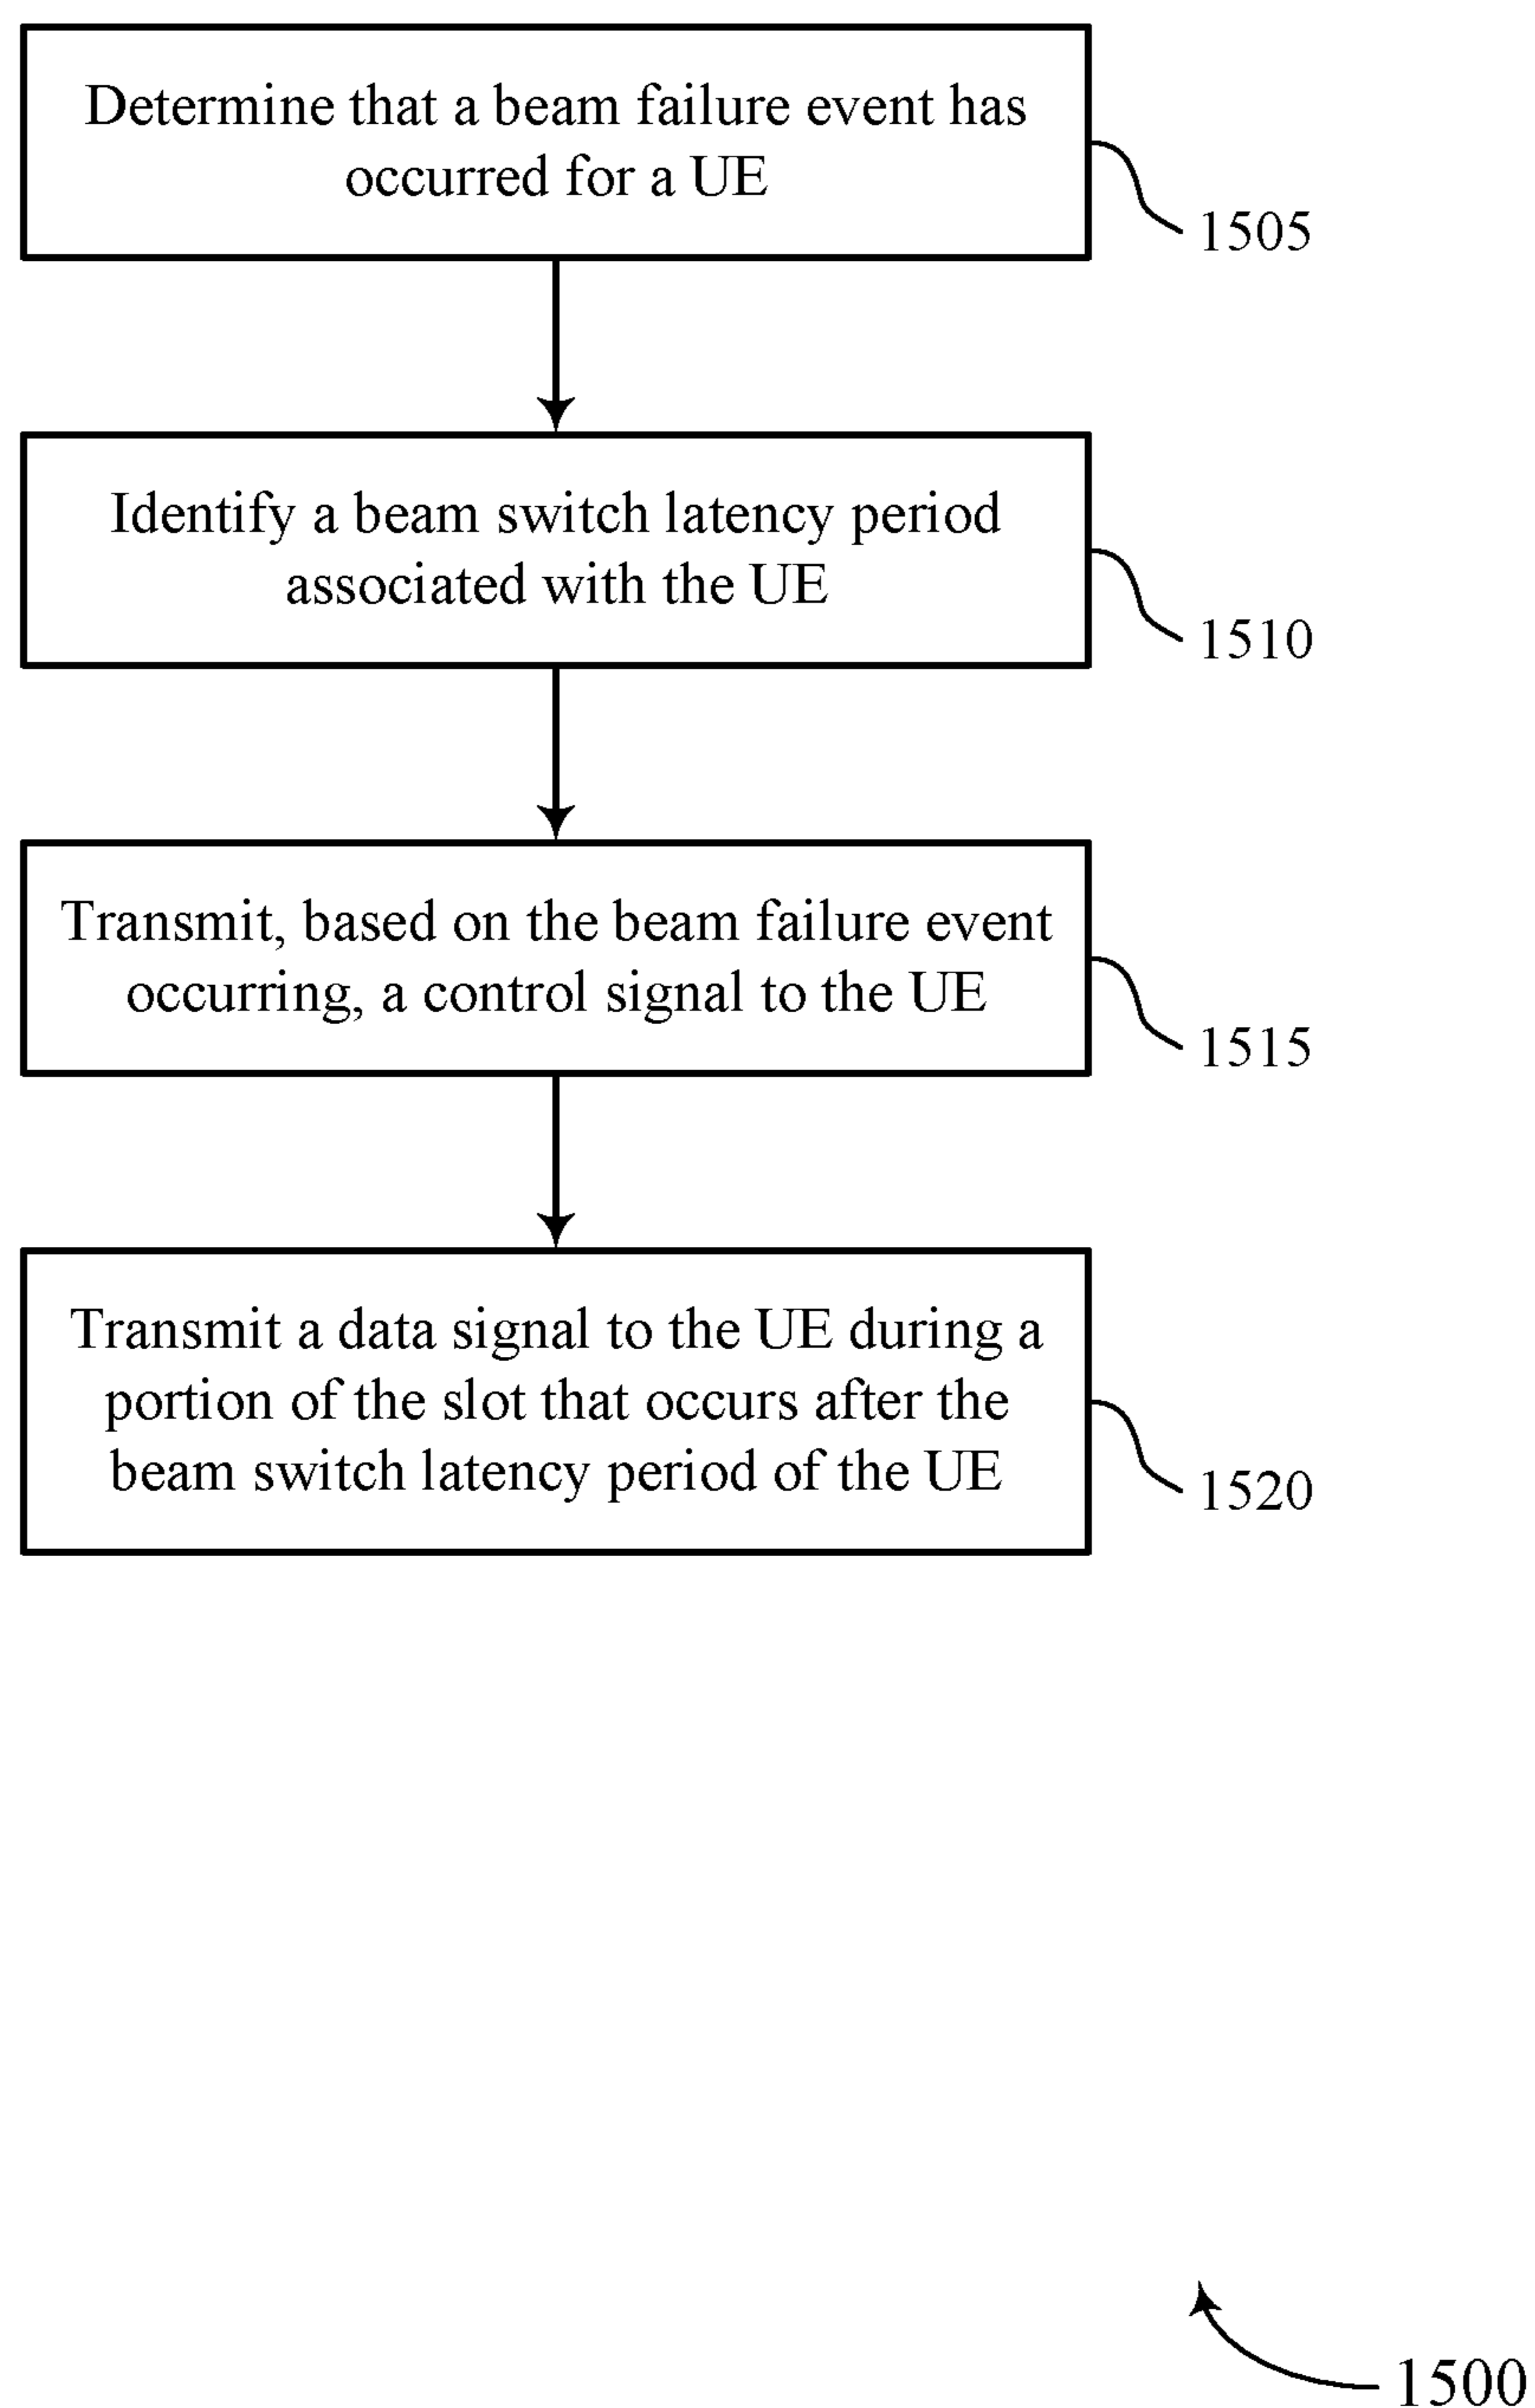 Determine that a beam failure event has
occurred for a UE
1505
Identify a beam switch latency period
associated with the UE
1510
Transmit, based on the beam failure event
occurring, a control signal to the UE
1515
Transmit a data signal to the UE during a
portion of the slot that occurs after the
beam switch latency period of the UE
1520
1500